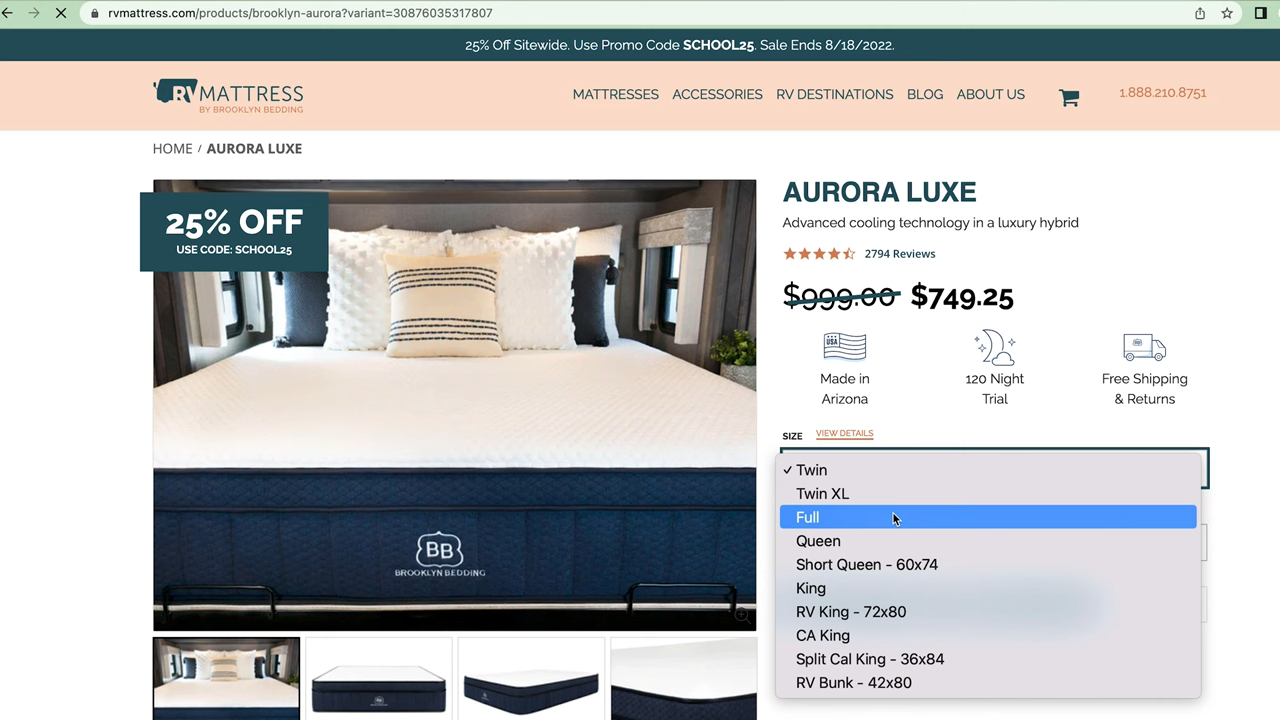 rvmattress.com/products/brooklyn-aurora?variant=30876035317807
25% Off Sitewide. Use Promo Code SCHOOL25. Sale Ends 8/18/2022.
RVMATTRESS
BY BROOKLYN BEDDING
MATTRESSES ACCESSORIES RV DESTINATIONS BLOG ABOUT US
1.888.210.8751
HOME / AURORA LUXE
25% OFF
USE CODE: SCHOOL25
BB
BROOKLYN BEDDING
AURORA LUXE
Advanced cooling technology in a luxury hybrid
2794 Reviews
$999.00 $749.25
USA
Made in
Arizona
120 Night
Trial
Free Shipping
& Returns
SIZE VIEW DETAILS
✓ Twin
Twin XL
Full
Queen
Short Queen - 60x74
King
RV King - 72x80
CA King
Split Cal King - 36x84
RV Bunk - 42x80